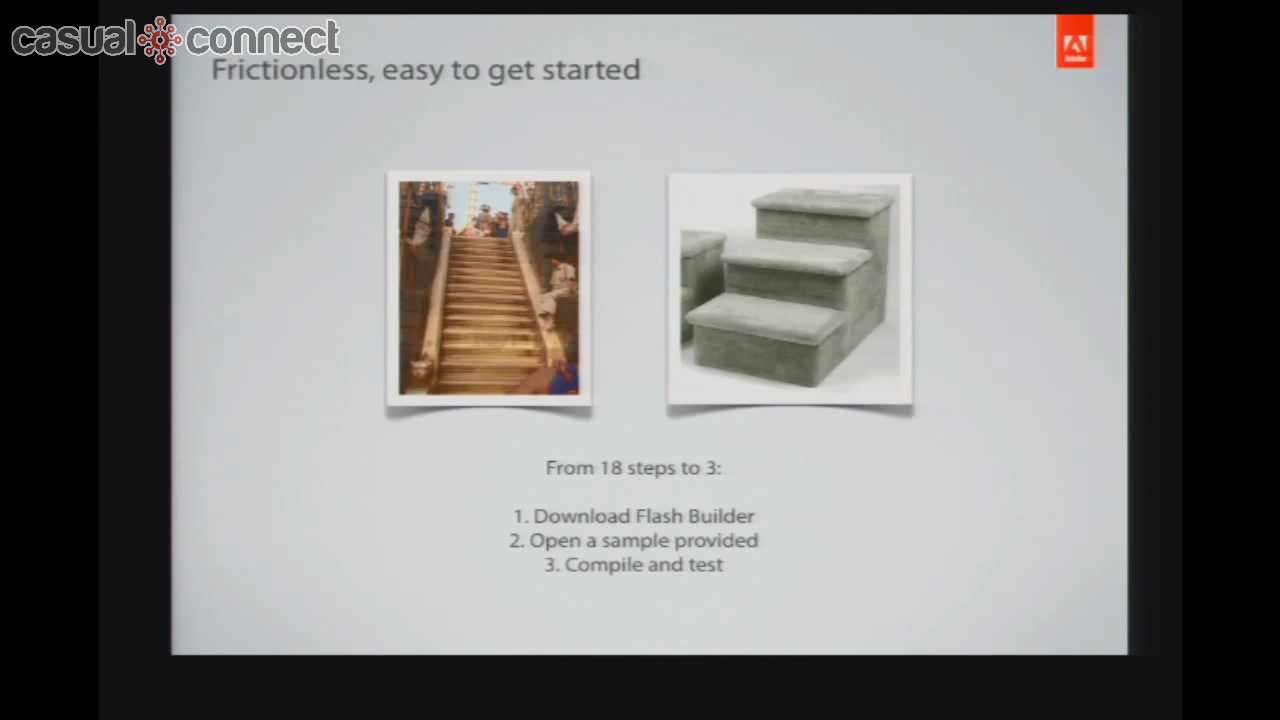 casual connect
Adobe
Frictionless, easy to get started
From 18 steps to 3:
1. Download Flash Builder
2. Open a sample provided
3. Compile and test